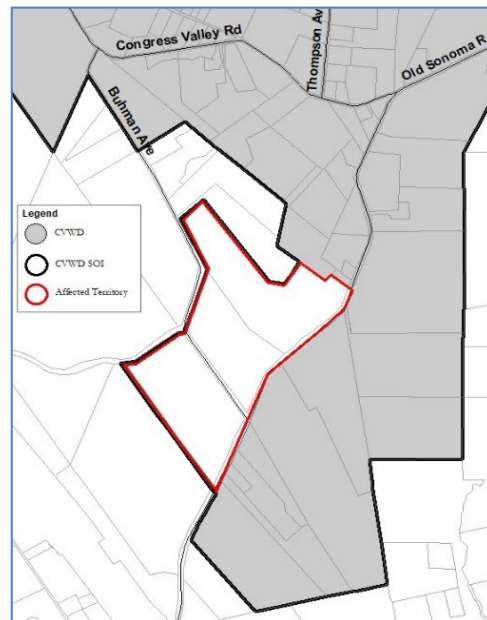 Congress Valley Rd
Thompson Av
Old Sonoma R
Buhman Ave
Legend
CVWD
CVWD SOI
Affected Territory